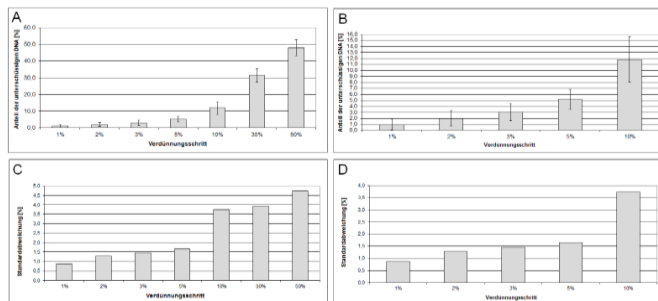 A
Anteil der unterschüssigen DNA [%]
60,0
50,0
40,0
30,0
20,0
10,0
0,0
1% 2% 3% 5% 10% 30% 50%
Verdünnungsschritt
B
Anteil der unterschüssigen DNA [%]
16,0
15,0
14,0
13,0
12,0
11,0
10,0
9,0
8,0
7,0
6,0
5,0
4,0
3,0
2,0
1,0
0,0
1% 2% 3% 5% 10%
Verdünnungsschritt
C
Standardabweichung [%]
5,0
4,5
4,0
3,5
3,0
2,5
2,0
1,5
1,0
0,5
0,0
1% 2% 3% 5% 10% 30% 50%
Verdünnungsschritt
D
Standardabweichung [%]
4,0
3,5
3,0
2,5
2,0
1,5
1,0
0,5
0,0
1% 2% 3% 5% 10%
Verdünnungsschritt